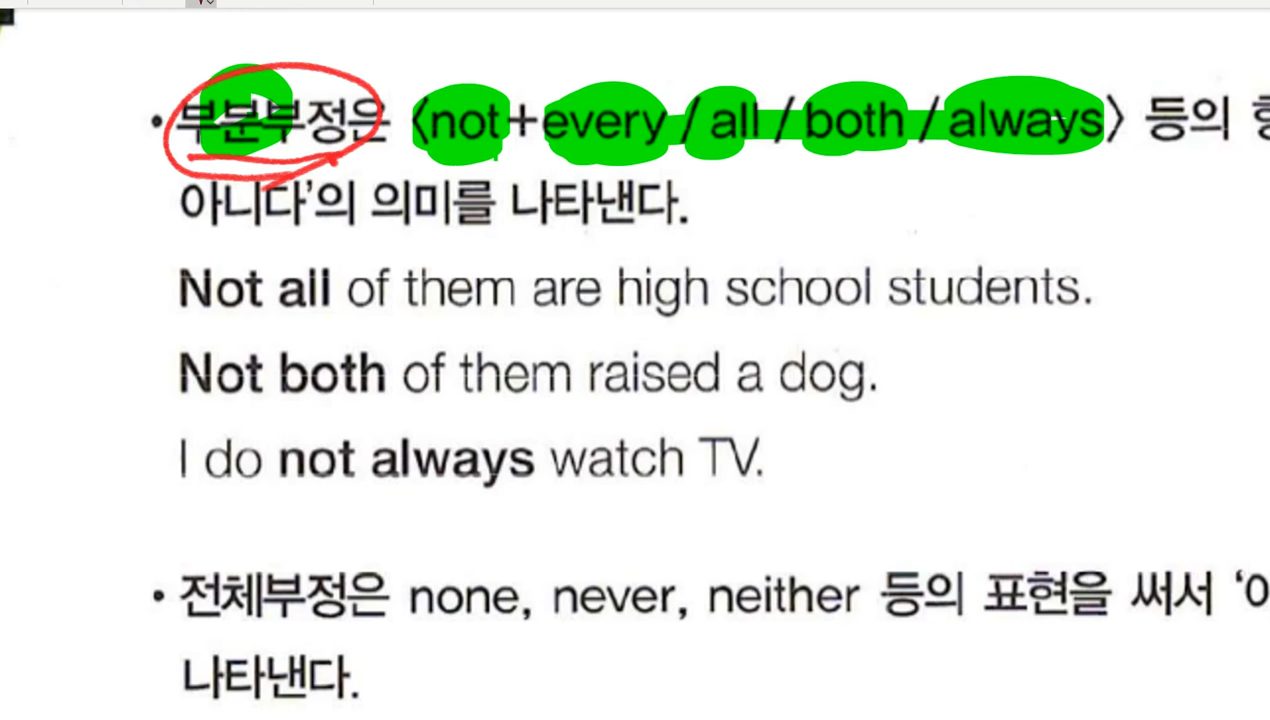 • 부분부정은 〈not+every / all / both / always〉 등의
아니다’의 의미를 나타낸다.
Not all of them are high school students.
Not both of them raised a dog.
I do not always watch TV.
• 전체부정은 none, never, neither 등의 표현을 써서 ‘
나타낸다.